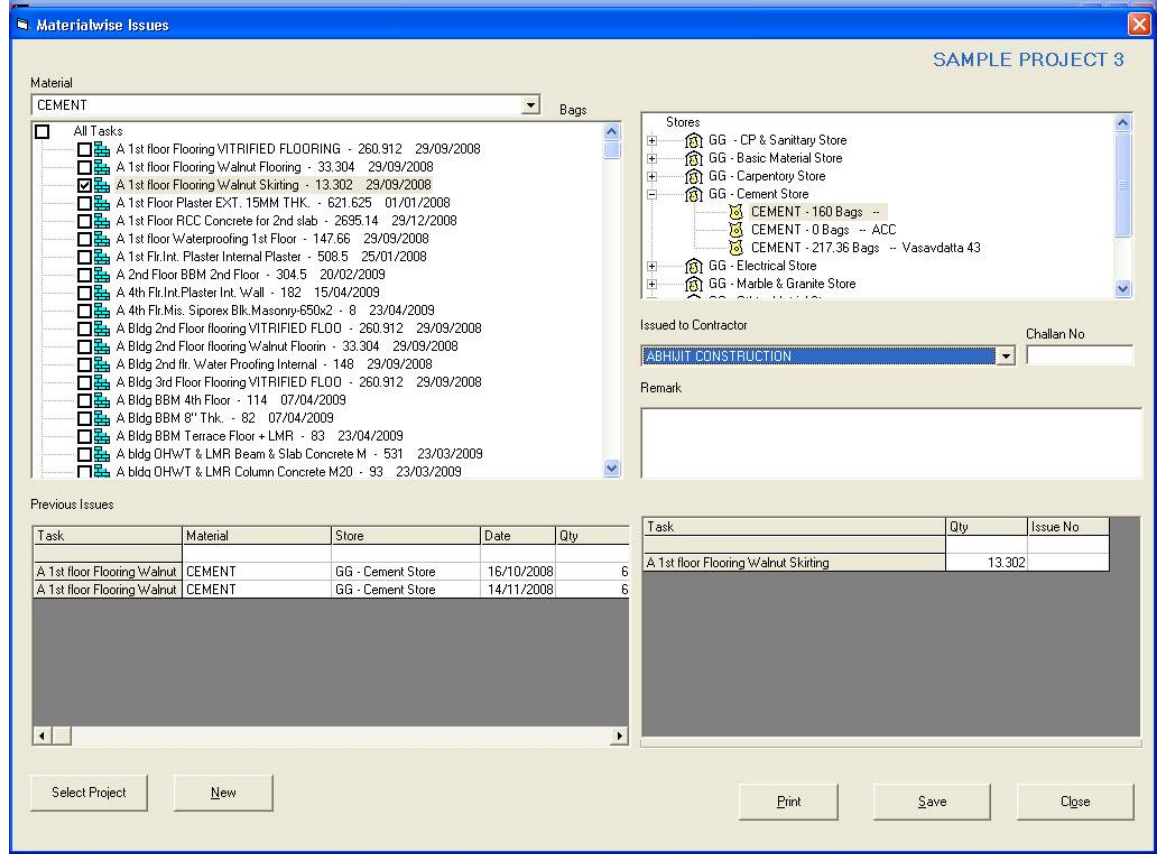 Materialwise Issues
SAMPLE PROJECT 3
Material
CEMENT
Bags
All Tasks
A 1st floor Flooring VITRIFIED FLOORING - 260.912 29/09/2008
A 1st floor Flooring Walnut Flooring - 33.304 29/09/2008
A 1st floor Flooring Walnut Skirting - 13.302 29/09/2008
A 1st Floor Plaster EXT. 15MM THK. - 621.625 01/01/2008
A 1st Floor RCC Concrete for 2nd slab - 2695.14 29/12/2008
A 1st floor Waterproofing 1st Floor - 147.66 29/09/2008
A 1st Flr.Int. Plaster Internal Plaster - 508.5 25/01/2008
A 2nd Floor BBM 2nd Floor - 304.5 20/02/2009
A 4th Flr.Int.Plaster Int. Wall - 182 15/04/2009
A 4th Flr.Mis. Siporex Blk.Masonry-650x2 - 8 23/04/2009
A Bldg 2nd Floor flooring VITRIFIED FLOO - 260.912 29/09/2008
A Bldg 2nd Floor flooring Walnut Floorin - 33.304 29/09/2008
A Bldg 2nd flr. Water Proofing Internal - 148 29/09/2008
A Bldg 3rd Floor Flooring VITRIFIED FLOO - 260.912 29/09/2008
A Bldg BBM 4th Floor - 114 07/04/2009
A Bldg BBM 8" Thk. - 82 07/04/2009
A Bldg BBM Terrace Floor + LMR - 83 23/04/2009
A bldg OHWT & LMR Beam & Slab Concrete M - 531 23/03/2009
A bldg OHWT & LMR Column Concrete M20 - 93 23/03/2009
Stores
GG - CP & Sanittary Store
GG - Basic Material Store
GG - Carpentory Store
GG - Cement Store
CEMENT - 160 Bags --
CEMENT - 0 Bags -- ACC
CEMENT - 217.36 Bags -- Vasavdatta 43
GG - Electrical Store
GG - Marble & Granite Store
Issued to Contractor
Challan No
ABHIJIT CONSTRUCTION
Remark
Previous Issues
Task Material Store Date Qty
A 1st floor Flooring Walnut CEMENT GG - Cement Store 16/10/2008 6
A 1st floor Flooring Walnut CEMENT GG - Cement Store 14/11/2008 6
Task Qty Issue No
A 1st floor Flooring Walnut Skirting 13.302
Select Project
New
Print
Save
Close